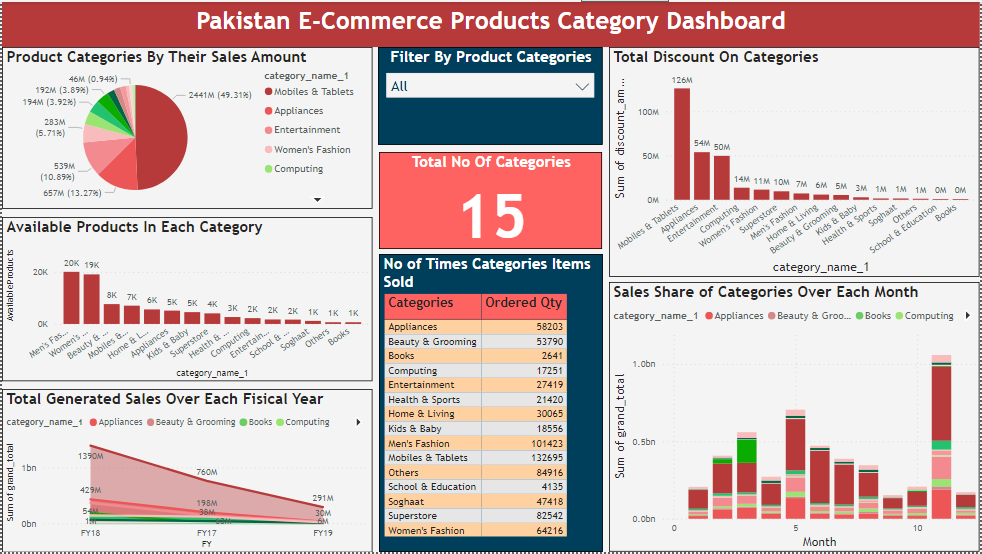 Pakistan E-Commerce Products Category Dashboard
Product Categories By Their Sales Amount
46M (0.94%)
192M (3.89%)
194M (3.92%)
283M
(5.71%)
539M
(10.89%)
657M (13.27%)
2441M (49.31%)
category_name_1
Mobiles & Tablets
Appliances
Entertainment
Women's Fashion
Computing
Available Products In Each Category
AvailableProducts
20K
0K
20K 19K 8K 7K 6K 5K 5K 4K 3K 2K 2K 2K 1K 1K 1K
Men's Fas...
Women's ...
Beauty & ...
Mobiles &...
Home & L...
Appliances
Kids & Baby
Superstore
Health & ...
Computing
Entertain...
School & ...
Soghaat
Others
Books
category_name_1
Total Generated Sales Over Each Fisical Year
category_name_1 Appliances Beauty & Grooming Books Computing
Sum of grand_total
1bn
0bn
1390M
429M
54M
1M
760M
198M
38M
291M
30M
6M
FY18 FY17 FY19
FY
Filter By Product Categories
All
Total No Of Categories
15
No of Times Categories Items
Sold
Categories Ordered Qty
Appliances 58203
Beauty & Grooming 53790
Books 2641
Computing 17251
Entertainment 27419
Health & Sports 21420
Home & Living 30065
Kids & Baby 18556
Men's Fashion 101423
Mobiles & Tablets 132695
Others 84916
School & Education 4135
Soghaat 47418
Superstore 82542
Women's Fashion 64216
Total Discount On Categories
Sum of discount_am...
100M
50M
0M
126M 54M 50M 14M 11M 10M 7M 6M 5M 3M 1M 1M 1M 0M 0M
Mobiles & Tablets
Appliances
Entertainment
Computing
Women's Fashion
Superstore
Men's Fashion
Home & Living
Beauty & Grooming
Kids & Baby
Health & Sports
Soghaat
Others
School & Education
Books
category_name_1
Sales Share of Categories Over Each Month
category_name_1 Appliances Beauty & Groo... Books Computing
Sum of grand_total
1.0bn
0.5bn
0.0bn
0 5 10
Month